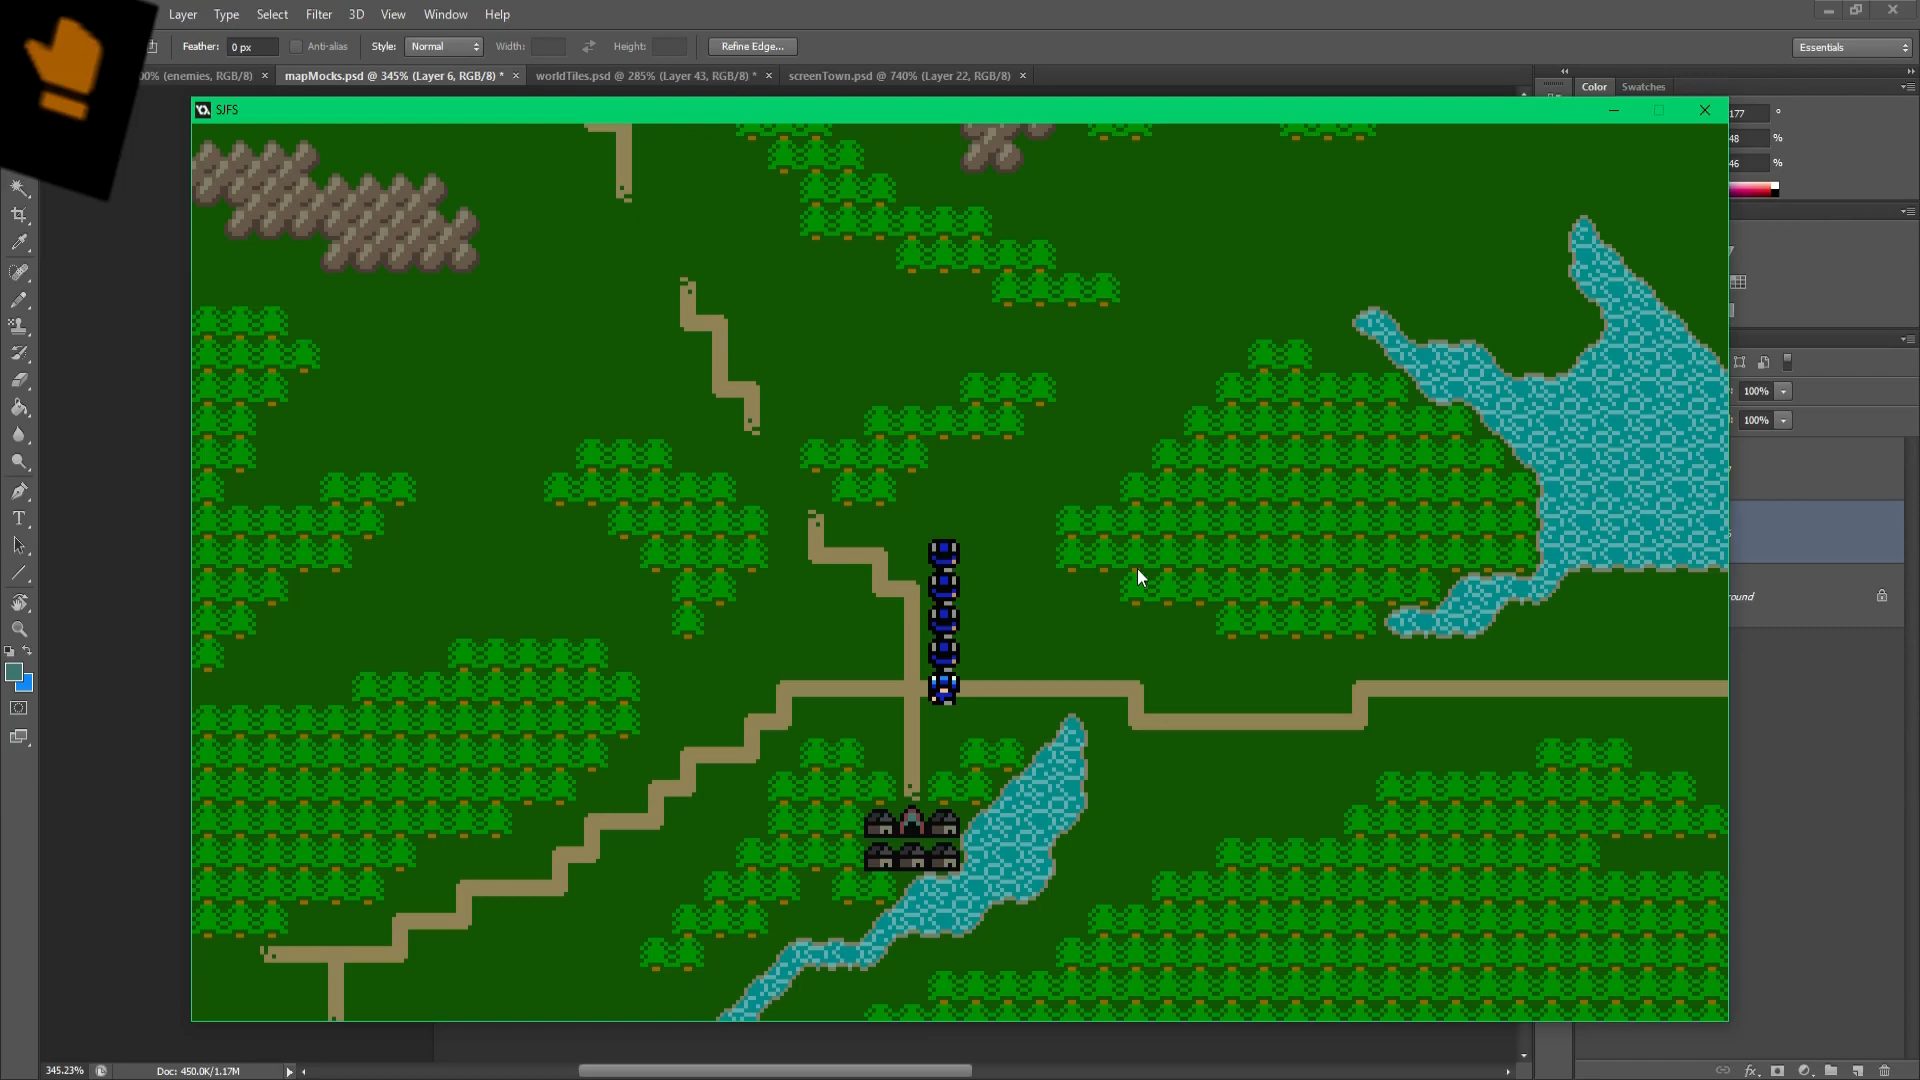 Layer Type Select Filter 3D View Window Help
Feather: 0 px Anti-alias Style: Normal Width: Height: Refine Edge... Essentials
00% (enemies, RGB/8) × mapMocks.psd @ 345% (Layer 6, RGB/8) * × worldTiles.psd @ 285% (Layer 43, RGB/8) * × screenTown.psd @ 740% (Layer 22, RGB/8) ×
Color Swatches
SJFS
177 °
48 %
46 %
100%
100%
round
345.23% Doc: 450.0K/1.17M